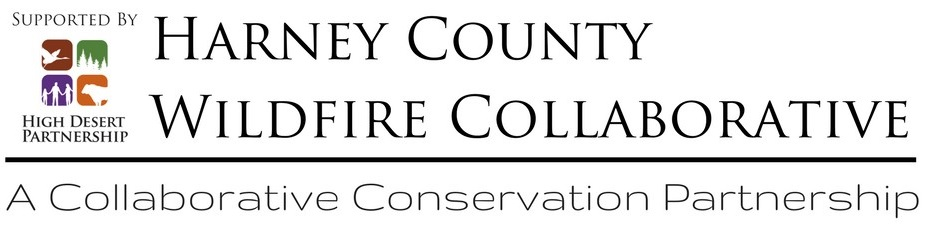 SUPPORTED BY
HIGH DESERT
PARTNERSHIP
HARNEY COUNTY
WILDFIRE COLLABORATIVE
A Collaborative Conservation Partnership